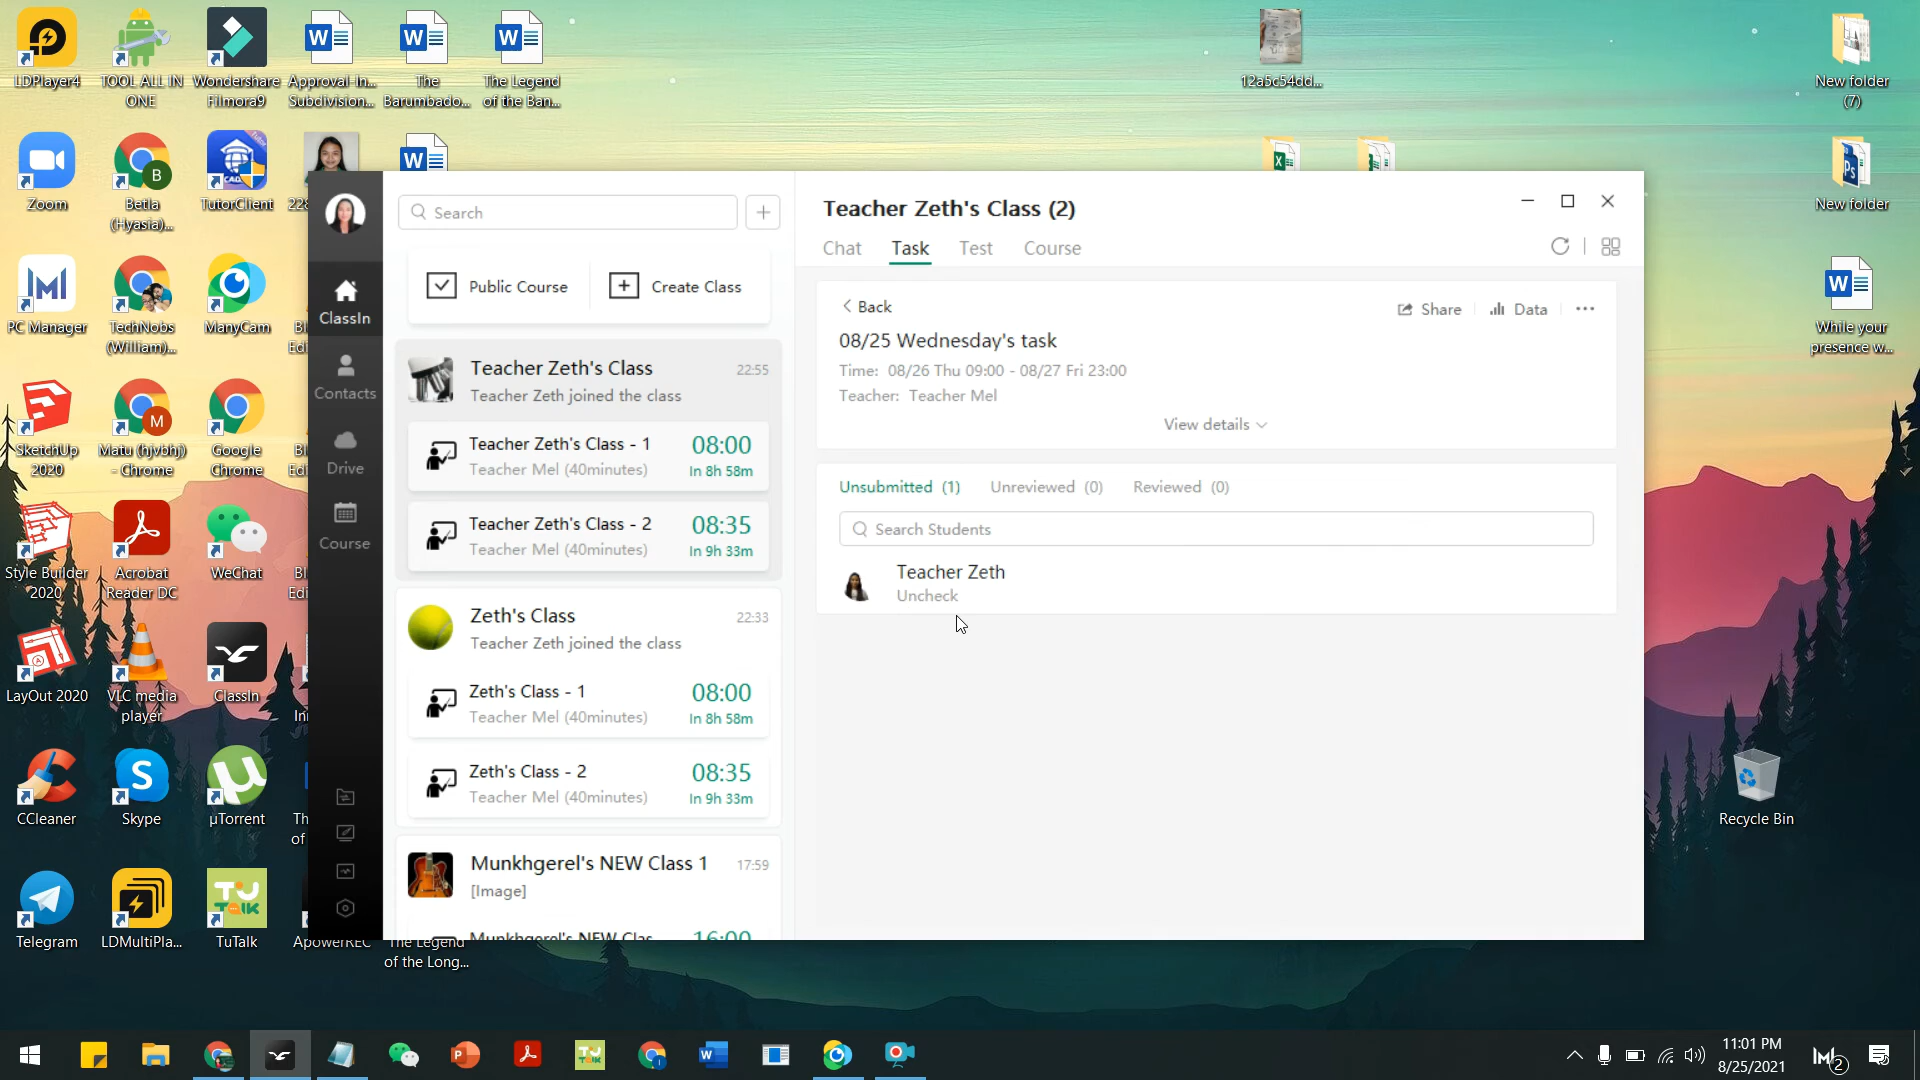 LDPlayer4
TOOL ALL IN
ONE
Wondershare
Filmora9
Approval-In...
Subdivision...
The
Barumbado...
The Legend
of the Ban...
12a5c54dd...
New folder
(7)
Zoom
Betla
(Hyasia)...
TutorClient
New folder
PC Manager
TechNobs
(William)...
ManyCam
While your
presence w...
SketchUp
2020
Matu (hjvbhj)
- Chrome
Google
Chrome
Style Builder
2020
Acrobat
Reader DC
WeChat
LayOut 2020
VLC media
player
ClassIn
CCleaner
Skype
µTorrent
Recycle Bin
Telegram
LDMultiPla...
TuTalk
ApowerREC
The Legend
of the Long...
ClassIn
Contacts
Drive
Course
Search
Public Course
Create Class
Teacher Zeth's Class
22:55
Teacher Zeth joined the class
Teacher Zeth's Class - 1
08:00
Teacher Mel (40minutes)
In 8h 58m
Teacher Zeth's Class - 2
08:35
Teacher Mel (40minutes)
In 9h 33m
Zeth's Class
22:33
Teacher Zeth joined the class
Zeth's Class - 1
08:00
Teacher Mel (40minutes)
In 8h 58m
Zeth's Class - 2
08:35
Teacher Mel (40minutes)
In 9h 33m
Munkhgerel's NEW Class 1
17:59
[Image]
Munkhgerel's NEW Clas
16:00
Teacher Zeth's Class (2)
Chat
Task
Test
Course
Back
Share
Data
08/25 Wednesday's task
Time: 08/26 Thu 09:00 - 08/27 Fri 23:00
Teacher: Teacher Mel
View details
Unsubmitted (1)
Unreviewed (0)
Reviewed (0)
Search Students
Teacher Zeth
Uncheck
11:01 PM
8/25/2021
2